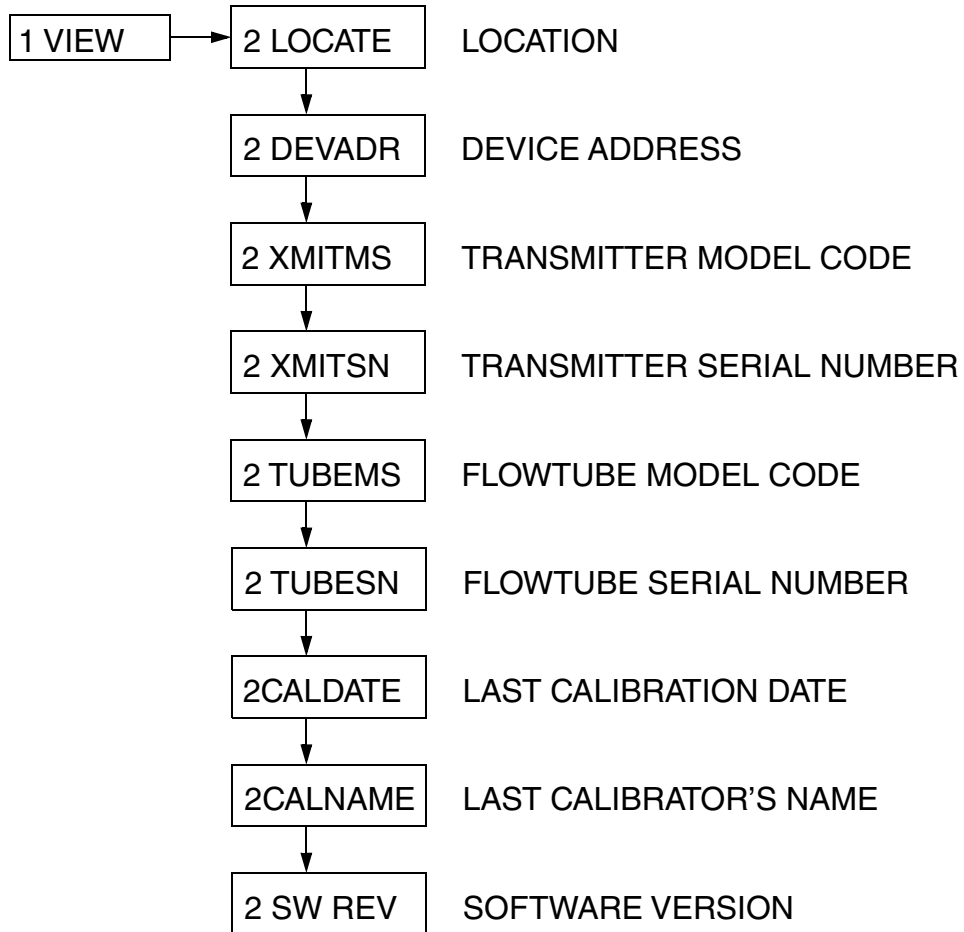 1 VIEW
2 LOCATE
LOCATION
2 DEVADR
DEVICE ADDRESS
2 XMITMS
TRANSMITTER MODEL CODE
2 XMITSN
TRANSMITTER SERIAL NUMBER
2 TUBEMS
FLOWTUBE MODEL CODE
2 TUBESN
FLOWTUBE SERIAL NUMBER
2CALDATE
LAST CALIBRATION DATE
2CALNAME
LAST CALIBRATOR’S NAME
2 SW REV
SOFTWARE VERSION